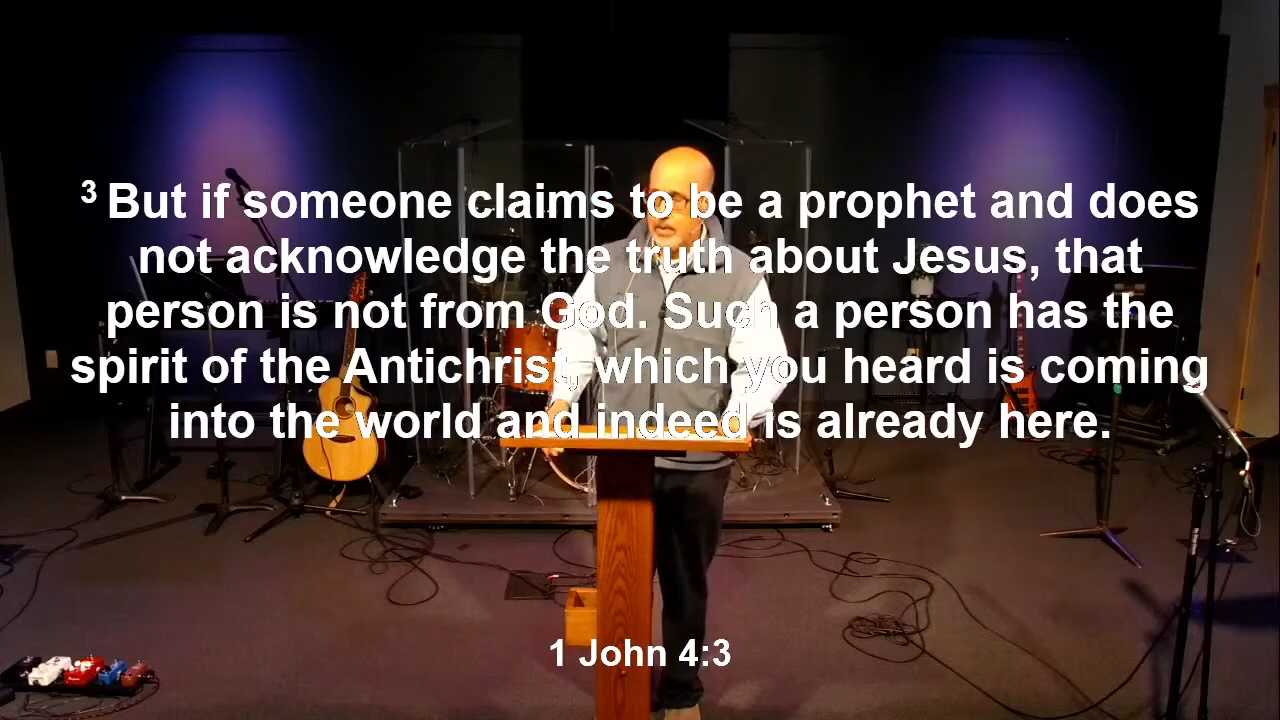 ³ But if someone claims to be a prophet and does
not acknowledge the truth about Jesus, that
person is not from God. Such a person has the
spirit of the Antichrist, which you heard is coming
into the world and indeed is already here.
1 John 4:3